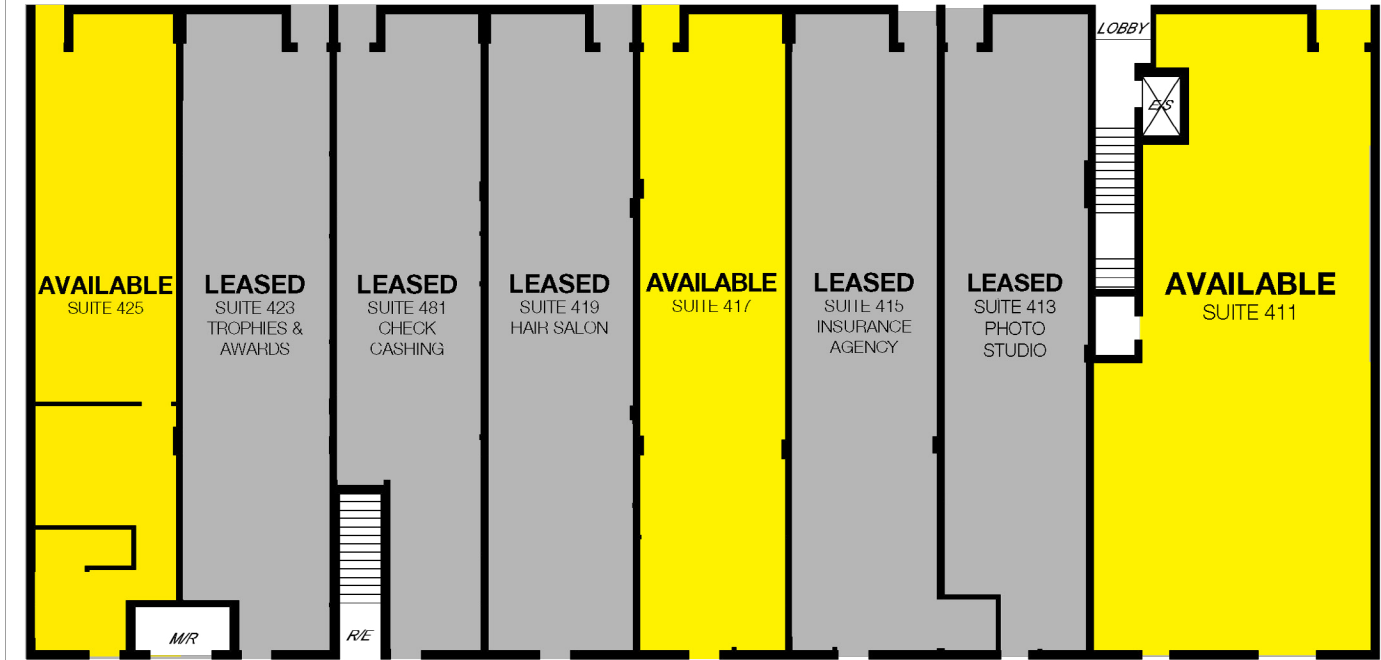 LOBBY
E/S
AVAILABLE
SUITE 425
LEASED
SUITE 423
TROPHIES &
AWARDS
LEASED
SUITE 481
CHECK
CASHING
LEASED
SUITE 419
HAIR SALON
AVAILABLE
SUITE 417
LEASED
SUITE 415
INSURANCE
AGENCY
LEASED
SUITE 413
PHOTO
STUDIO
AVAILABLE
SUITE 411
M/R
R/E